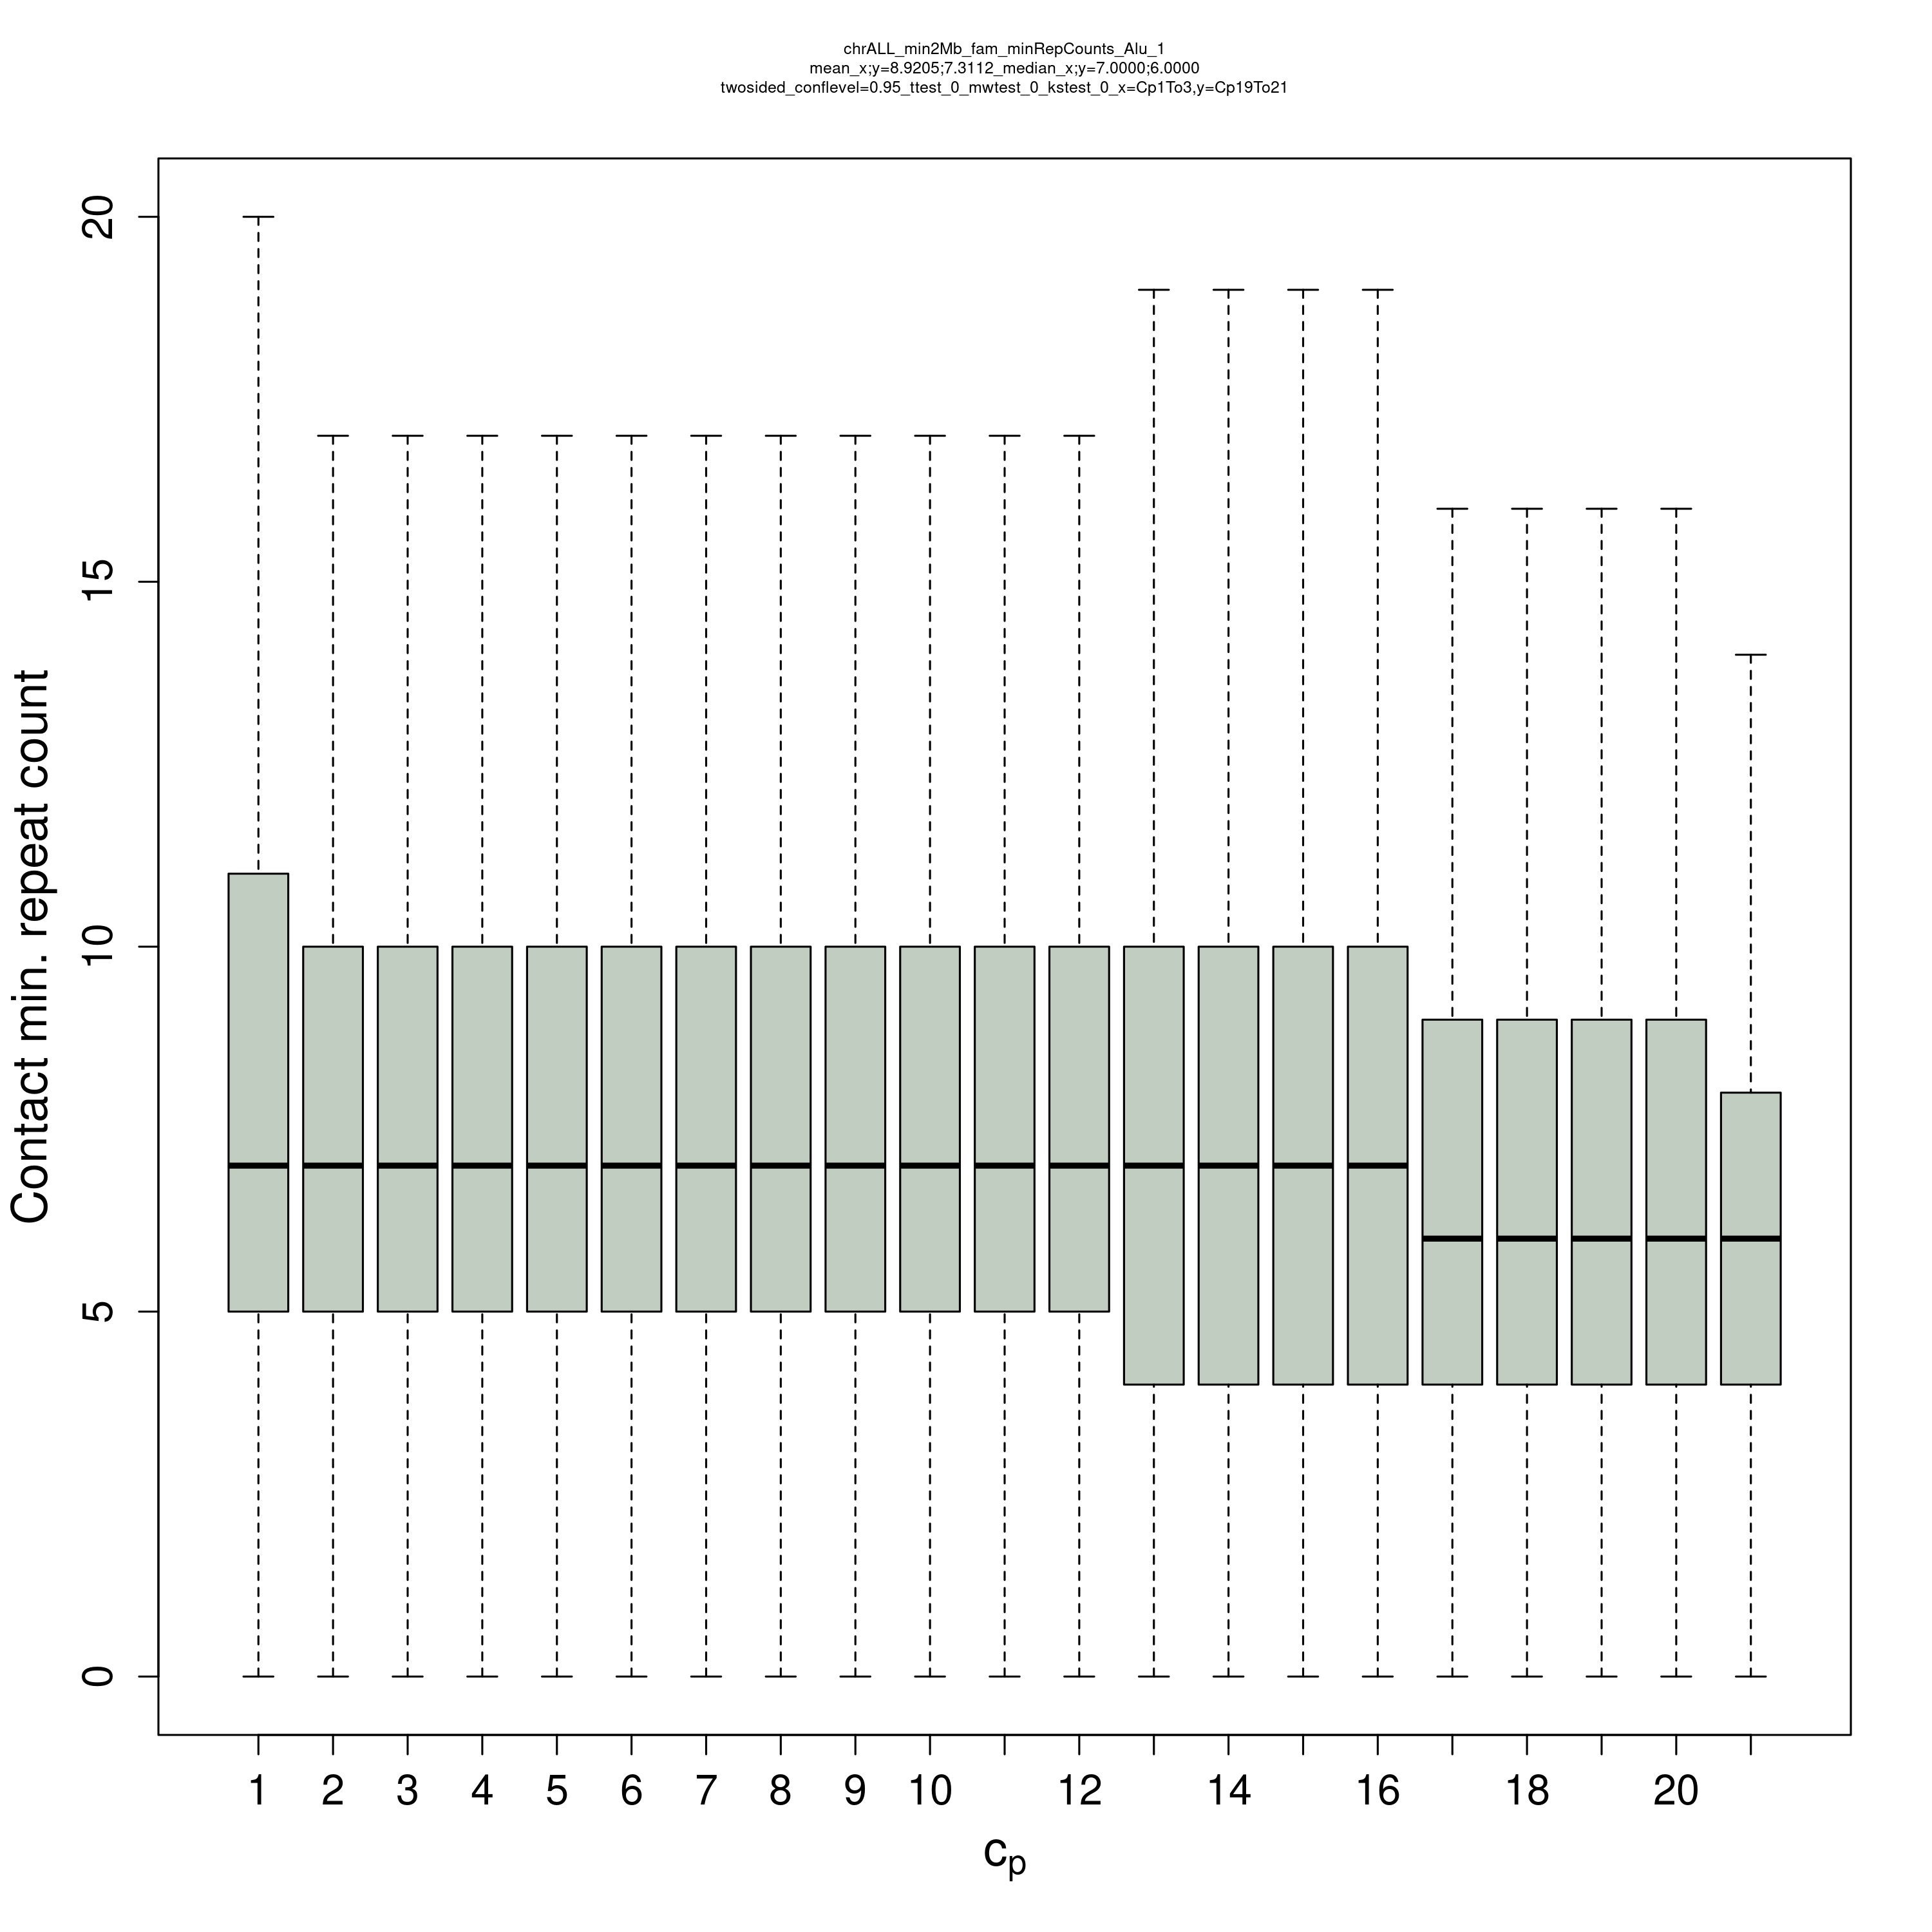 chrALL_min2Mb_fam_minRepCounts_Alu_1
mean_x;y=8.9205;7.3112_median_x;y=7.0000;6.0000
twosided_conflevel=0.95_ttest_0_mwtest_0_kstest_0_x=Cp1To3,y=Cp19To21
Contact min. repeat count
20
15
10
5
0
1 2 3 4 5 6 7 8 9 10 12 14 16 18 20
cp